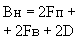 Вн = 2Fп +
+ 2Fв + 2D